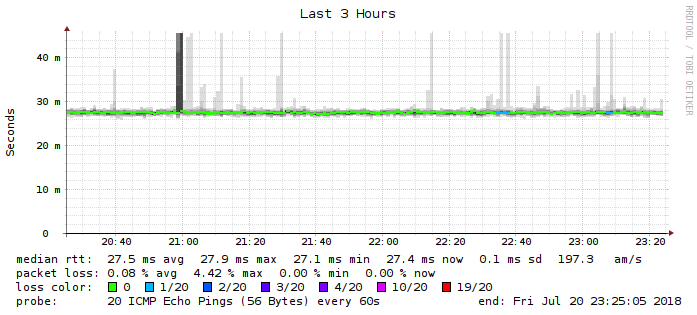 Last 3 Hours
RRDTOOL / TOBI OETIKER
Seconds
40 m
30 m
20 m
10 m
0
20:40 21:00 21:20 21:40 22:00 22:20 22:40 23:00 23:20
median rtt: 27.5 ms avg 27.9 ms max 27.1 ms min 27.4 ms now 0.1 ms sd 197.3 am/s
packet loss: 0.08 % avg 4.42 % max 0.00 % min 0.00 % now
loss color: 0 1/20 2/20 3/20 4/20 10/20 19/20
probe: 20 ICMP Echo Pings (56 Bytes) every 60s end: Fri Jul 20 23:25:05 2018